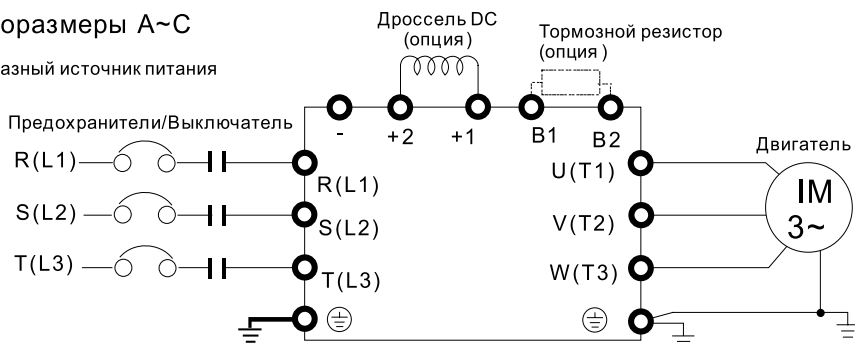 оразмеры A~C
азный источник питания
Дроссель DC
(опция)
Тормозной резистор
(опция)
Предохранители/Выключатель
Двигатель
- +2 +1 B1 B2
R(L1) R(L1) U(T1)
S(L2) S(L2) V(T2)
T(L3) T(L3) W(T3)
IM
3~